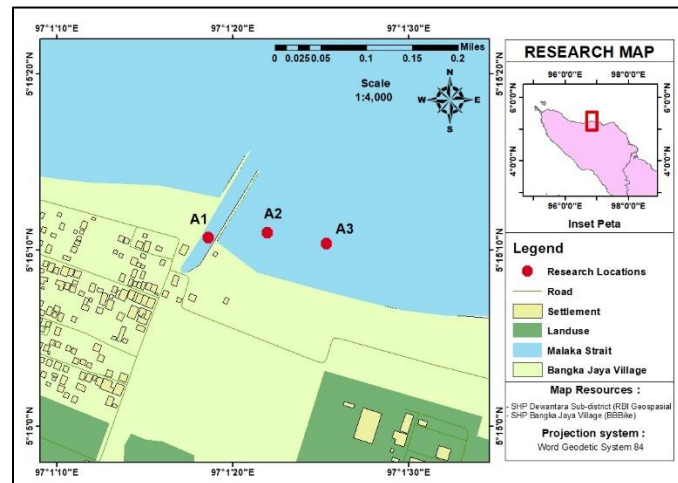 97°1'10"E 97°1'20"E 97°1'30"E
Miles
0 0.025 0.05 0.1 0.15 0.2
Scale
1:4,000
N
W E
S
5°15'20"N 5°15'20"N
A1 A2 A3
5°15'10"N 5°15'10"N
5°15'0"N 5°15'0"N
97°1'10"E 97°1'20"E 97°1'30"E
RESEARCH MAP
96°0'0"E 98°0'0"E
6°0'0"N 6°0'0"N
4°0'0"N 4°0'0"N
96°0'0"E 98°0'0"E
Inset Peta
Legend
Research Locations
Road
Settlement
Landuse
Malaka Strait
Bangka Jaya Village
Map Resources :
- SHP Dewantara Sub-district (RBI Geospasial
- SHP Bangka Jaya Village (BBBike)
Projection system :
Word Geodetic System 84